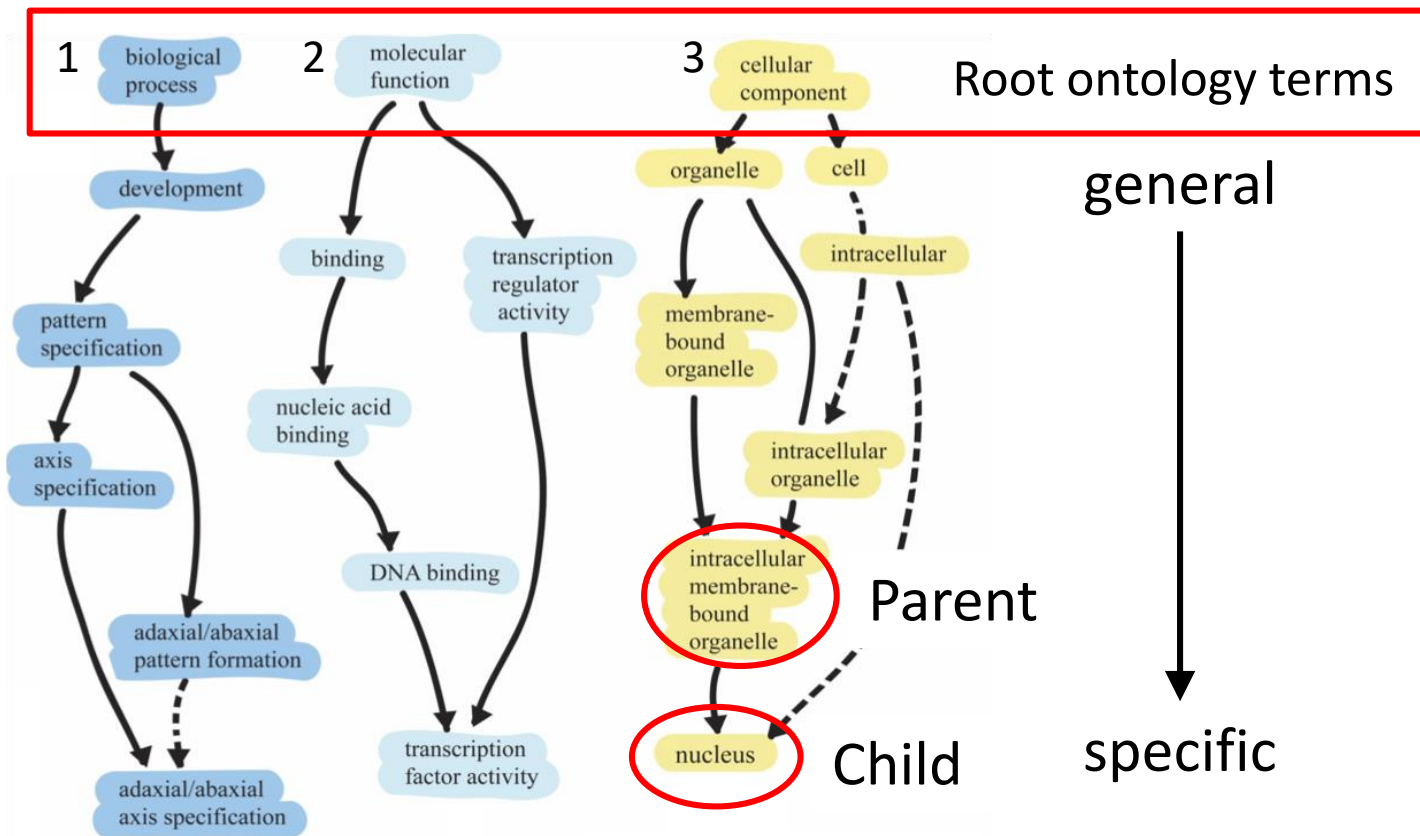 1
biological
process
2
molecular
function
3
cellular
component
Root ontology terms
development
organelle
cell
general
binding
transcription
regulator
activity
intracellular
pattern
specification
membrane-
bound
organelle
nucleic acid
binding
axis
specification
intracellular
organelle
DNA binding
intracellular
membrane-
bound
organelle
Parent
adaxial/abaxial
pattern formation
transcription
factor activity
nucleus
Child
specific
adaxial/abaxial
axis specification